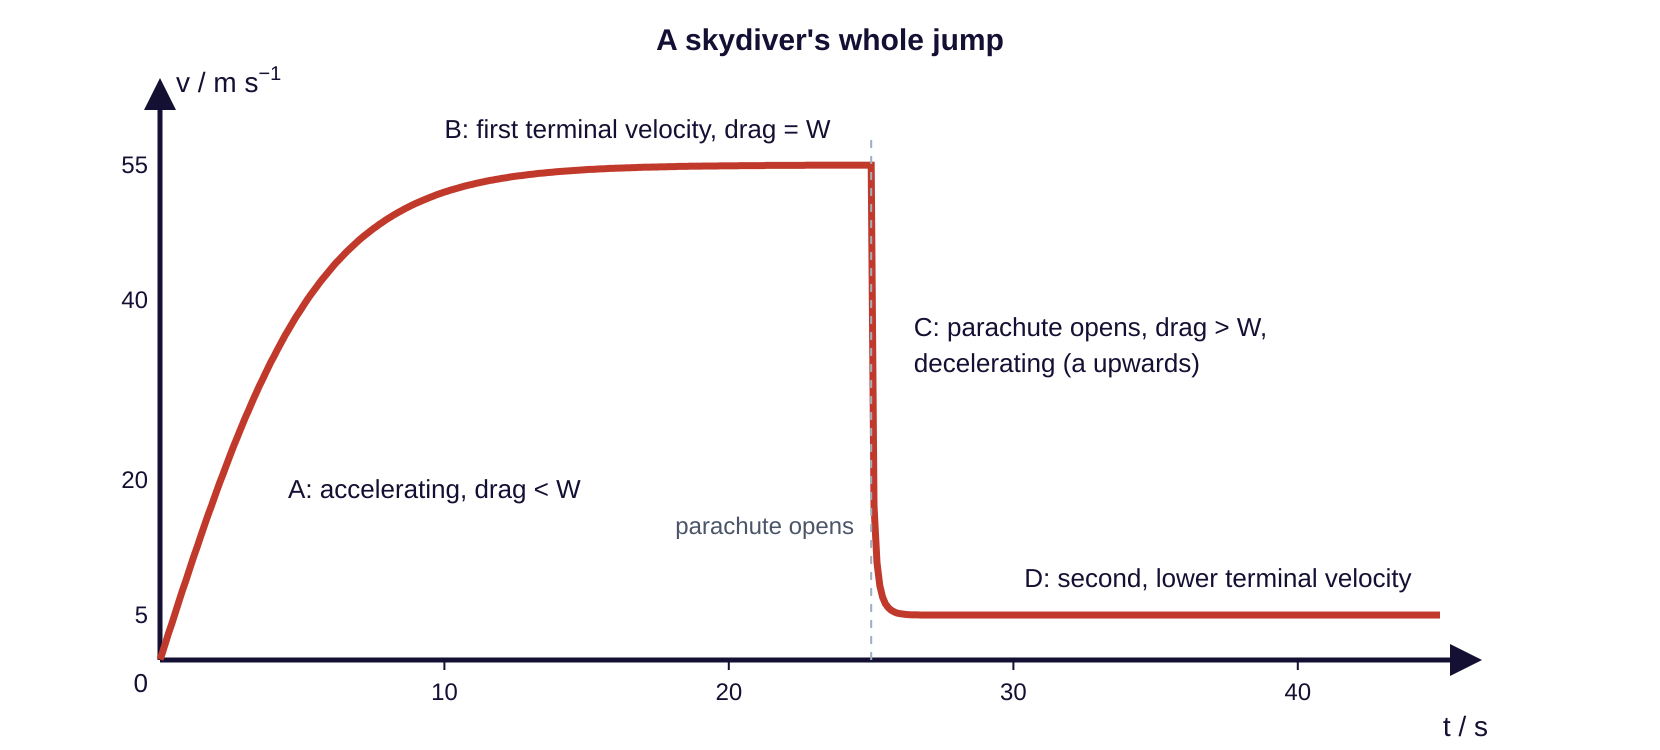 A skydiver's whole jump
v / m s⁻¹
B: first terminal velocity, drag = W
55
40
C: parachute opens, drag > W,
decelerating (a upwards)
20
A: accelerating, drag < W
parachute opens
D: second, lower terminal velocity
5
0
10
20
30
40
t / s